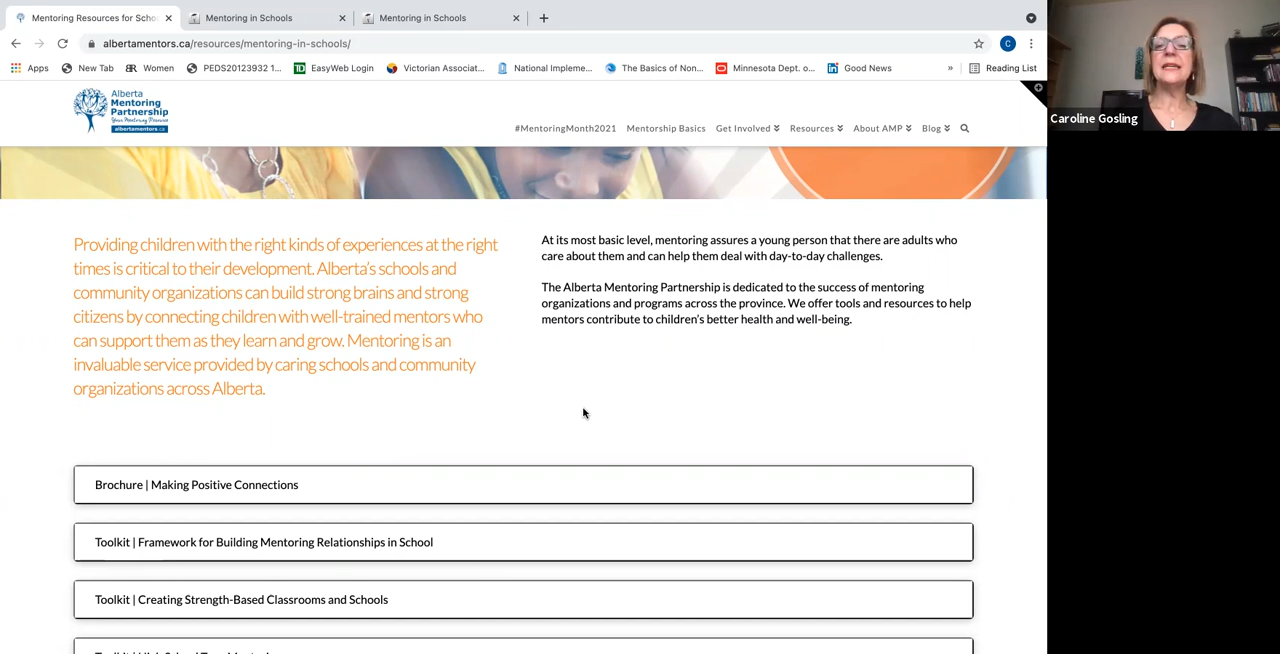 Mentoring Resources for Scho
Mentoring in Schools
Mentoring in Schools
albertamentors.ca/resources/mentoring-in-schools/
C
Apps
New Tab
Women
PEDS20123932 1...
EasyWeb Login
Victorian Associat...
National Impleme...
The Basics of Non...
Minnesota Dept. o...
Good News
»
Reading List
Alberta
Mentoring
Partnership
Your Mentoring Resource
albertamentors.ca
#MentoringMonth2021
Mentorship Basics
Get Involved
Resources
About AMP
Blog
Caroline Gosling
Providing children with the right kinds of experiences at the right
times is critical to their development. Alberta's schools and
community organizations can build strong brains and strong
citizens by connecting children with well-trained mentors who
can support them as they learn and grow. Mentoring is an
invaluable service provided by caring schools and community
organizations across Alberta.
At its most basic level, mentoring assures a young person that there are adults who
care about them and can help them deal with day-to-day challenges.
The Alberta Mentoring Partnership is dedicated to the success of mentoring
organizations and programs across the province. We offer tools and resources to help
mentors contribute to children's better health and well-being.
Brochure | Making Positive Connections
Toolkit | Framework for Building Mentoring Relationships in School
Toolkit | Creating Strength-Based Classrooms and Schools